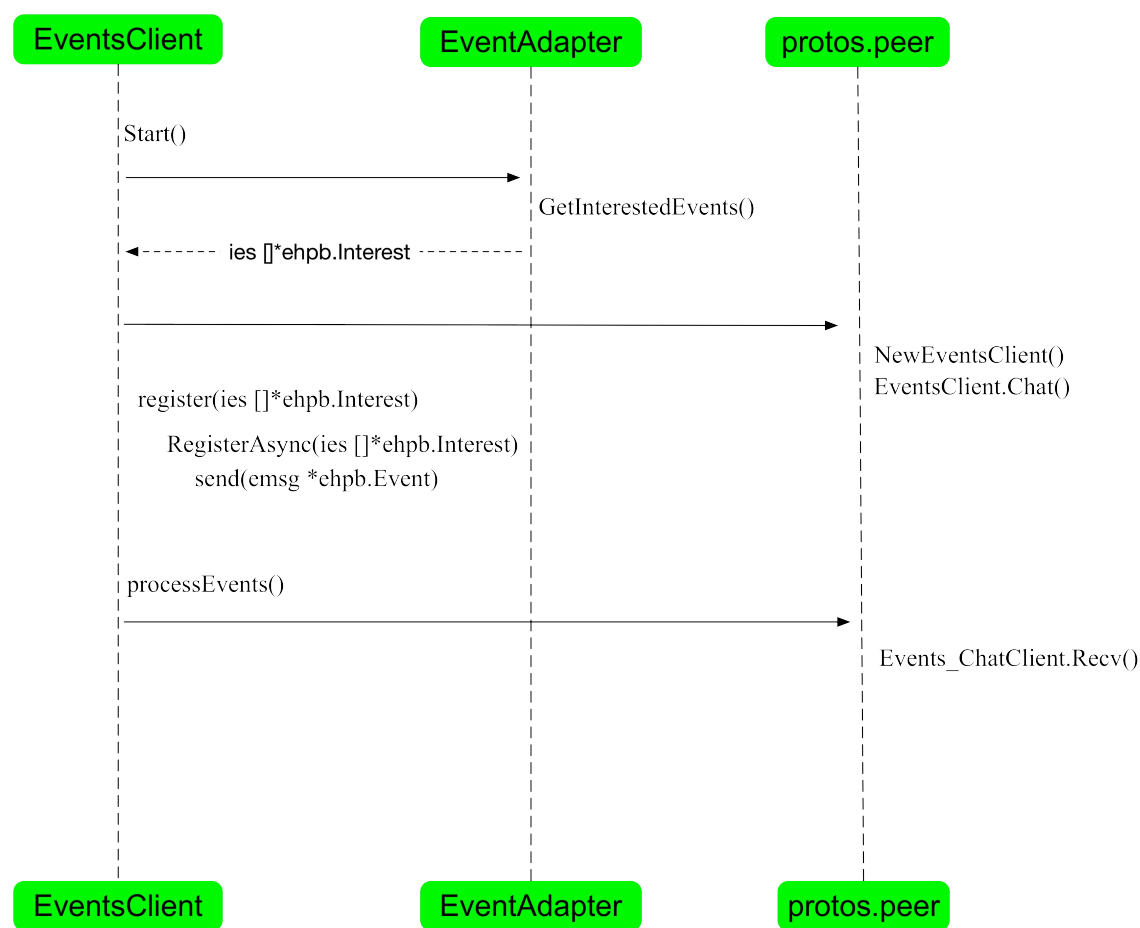 EventsClient
EventAdapter
protos.peer
Start()
GetInterestedEvents()
ies []*ehpb.Interest
NewEventsClient()
EventsClient.Chat()
register(ies []*ehpb.Interest)
RegisterAsync(ies []*ehpb.Interest)
send(emsg *ehpb.Event)
processEvents()
Events_ChatClient.Recv()
EventsClient
EventAdapter
protos.peer